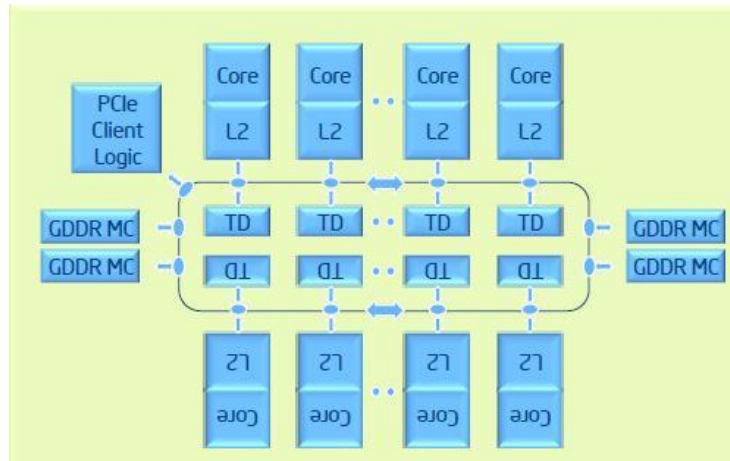 Core Core Core Core
PCIe
Client
Logic
L2 L2 L2 L2
GDDR MC TD TD TD TD GDDR MC
GDDR MC TD TD TD TD GDDR MC
L2 L2 L2 L2
Core Core Core Core